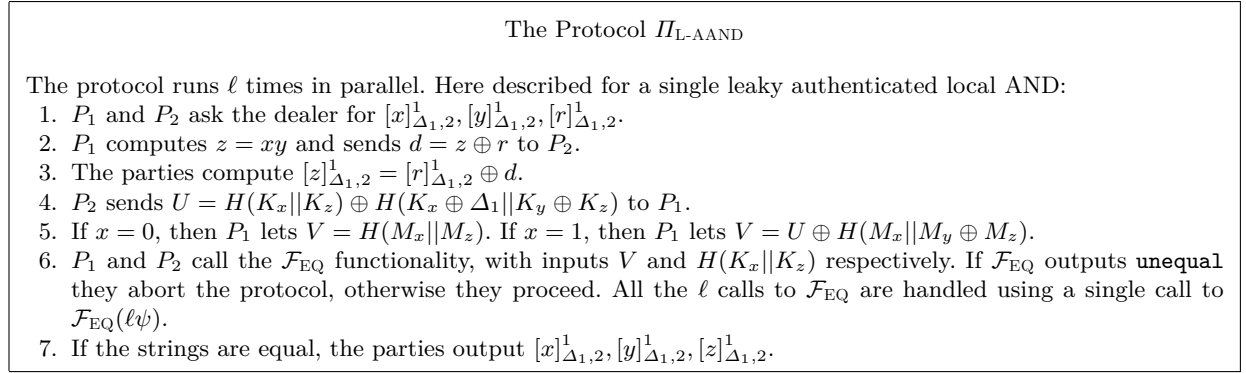 The Protocol Π_L-AAND
The protocol runs ℓ times in parallel. Here described for a single leaky authenticated local AND:
1. P_1 and P_2 ask the dealer for [x]^1_{Δ_1,2}, [y]^1_{Δ_1,2}, [r]^1_{Δ_1,2}.
2. P_1 computes z = xy and sends d = z ⊕ r to P_2.
3. The parties compute [z]^1_{Δ_1,2} = [r]^1_{Δ_1,2} ⊕ d.
4. P_2 sends U = H(K_x||K_z) ⊕ H(K_x ⊕ Δ_1||K_y ⊕ K_z) to P_1.
5. If x = 0, then P_1 lets V = H(M_x||M_z). If x = 1, then P_1 lets V = U ⊕ H(M_x||M_y ⊕ M_z).
6. P_1 and P_2 call the F_EQ functionality, with inputs V and H(K_x||K_z) respectively. If F_EQ outputs unequal
they abort the protocol, otherwise they proceed. All the ℓ calls to F_EQ are handled using a single call to
F_EQ(ℓψ).
7. If the strings are equal, the parties output [x]^1_{Δ_1,2}, [y]^1_{Δ_1,2}, [z]^1_{Δ_1,2}.